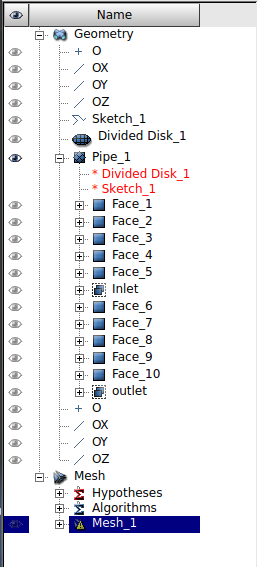 Name
Geometry
O
OX
OY
OZ
Sketch_1
Divided Disk_1
Pipe_1
* Divided Disk_1
* Sketch_1
Face_1
Face_2
Face_3
Face_4
Face_5
Inlet
Face_6
Face_7
Face_8
Face_9
Face_10
outlet
O
OX
OY
OZ
Mesh
Hypotheses
Algorithms
Mesh_1